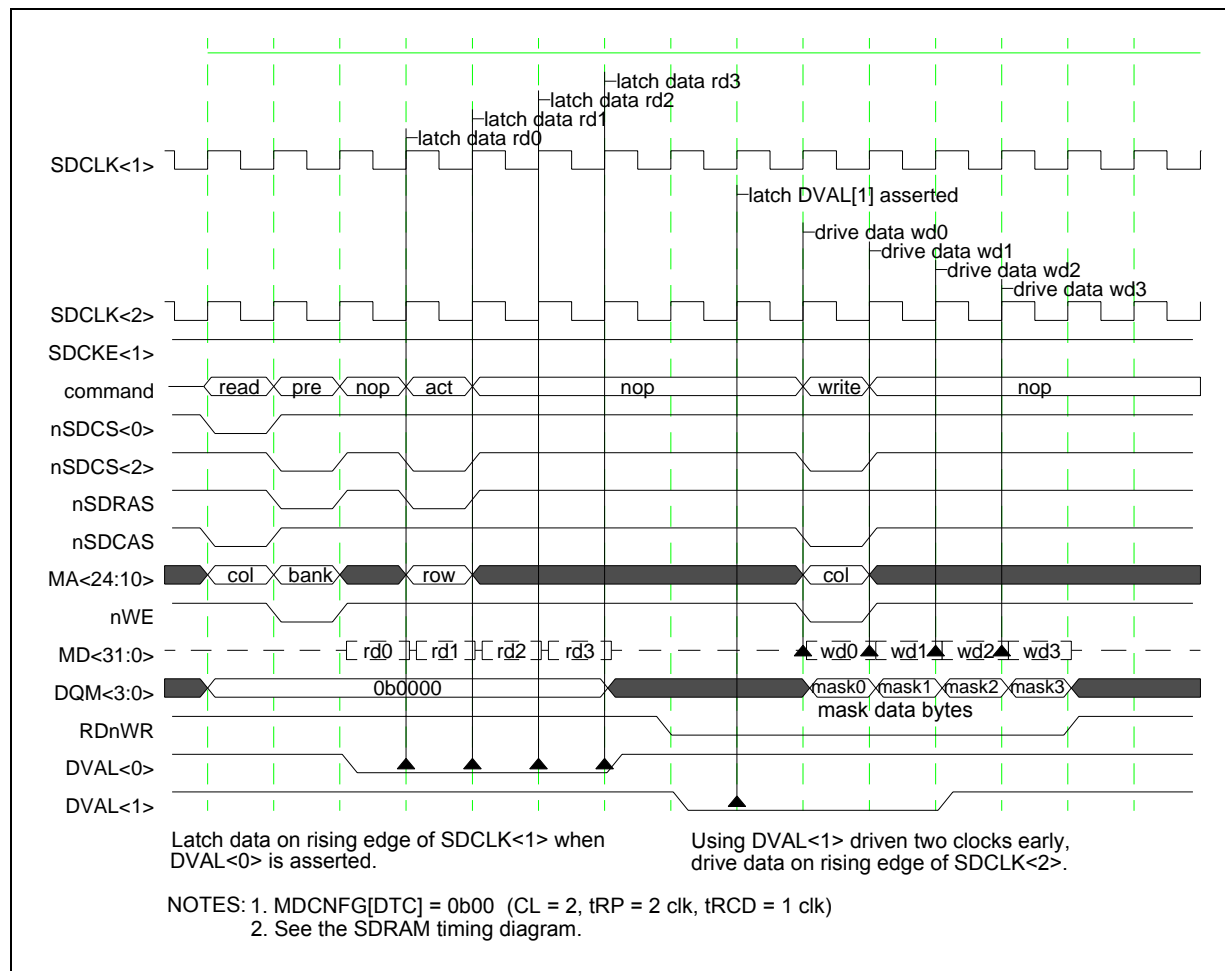 latch data rd3
latch data rd2
latch data rd1
latch data rd0
SDCLK<1>
latch DVAL[1] asserted
drive data wd0
drive data wd1
drive data wd2
drive data wd3
SDCLK<2>
SDCKE<1>
command read pre nop act nop write nop
nSDCS<0>
nSDCS<2>
nSDRAS
nSDCAS
MA<24:10> col bank row col
nWE
MD<31:0> rd0 rd1 rd2 rd3 wd0 wd1 wd2 wd3
DQM<3:0> 0b0000 mask0 mask1 mask2 mask3
mask data bytes
RDnWR
DVAL<0>
DVAL<1>
Latch data on rising edge of SDCLK<1> when
DVAL<0> is asserted.
Using DVAL<1> driven two clocks early,
drive data on rising edge of SDCLK<2>.
NOTES: 1. MDCNFG[DTC] = 0b00 (CL = 2, tRP = 2 clk, tRCD = 1 clk)
2. See the SDRAM timing diagram.